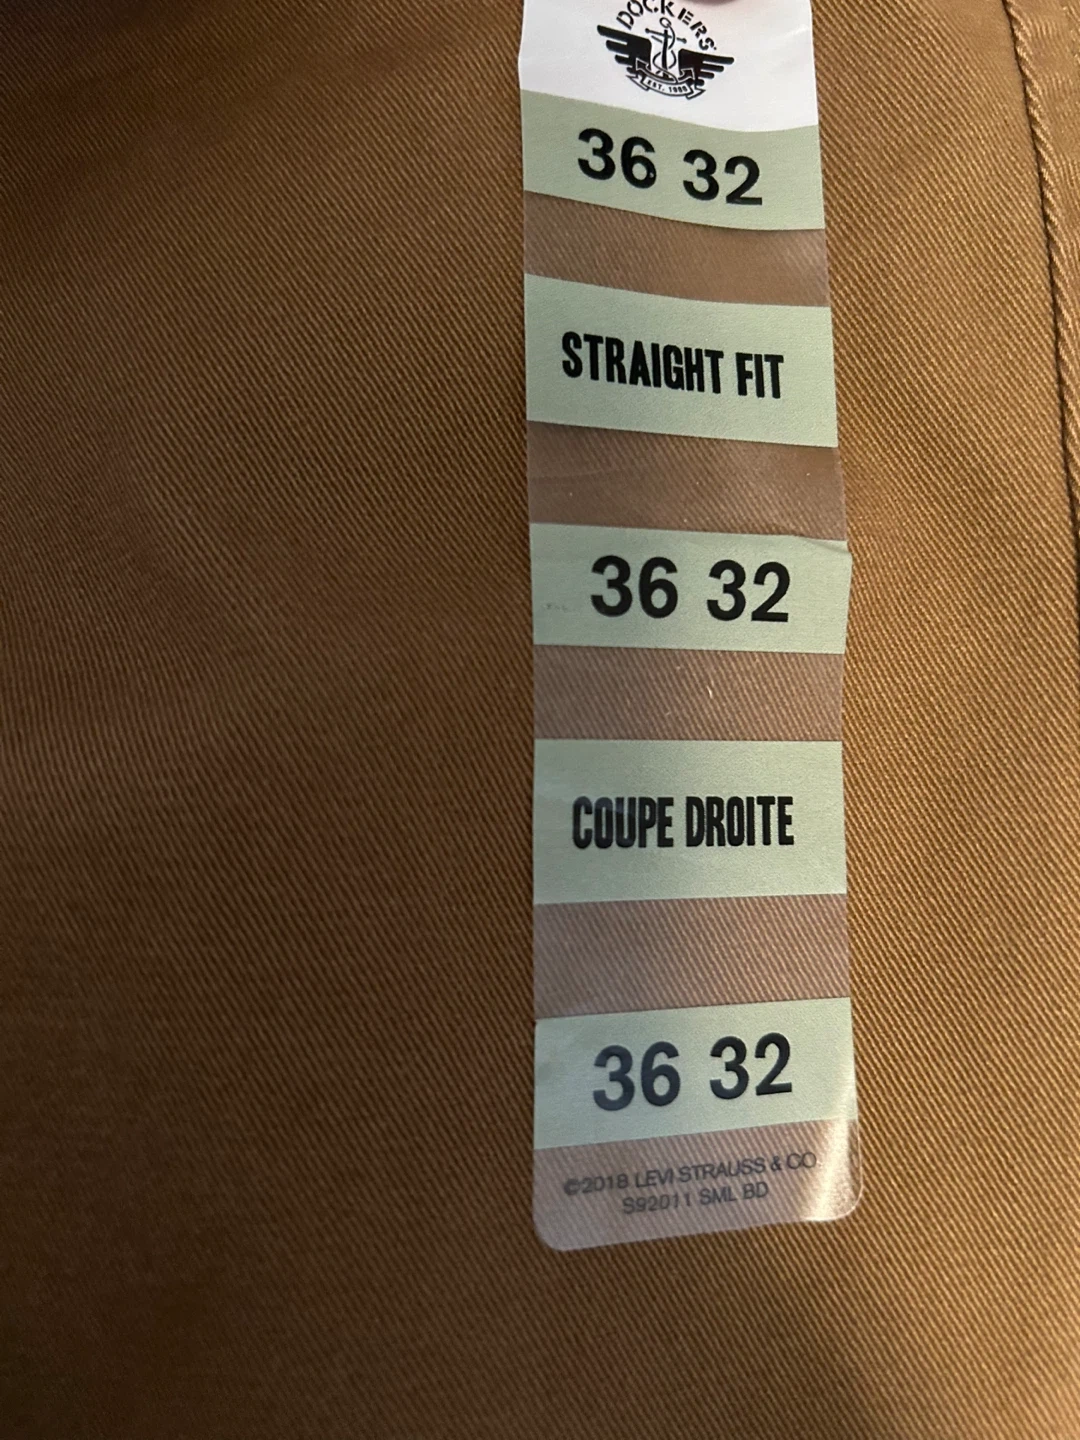 DOCKERS
EST. 1986
36 32
STRAIGHT FIT
36 32
COUPE DROITE
36 32
©2018 LEVI STRAUSS & CO
S92011 SML BD